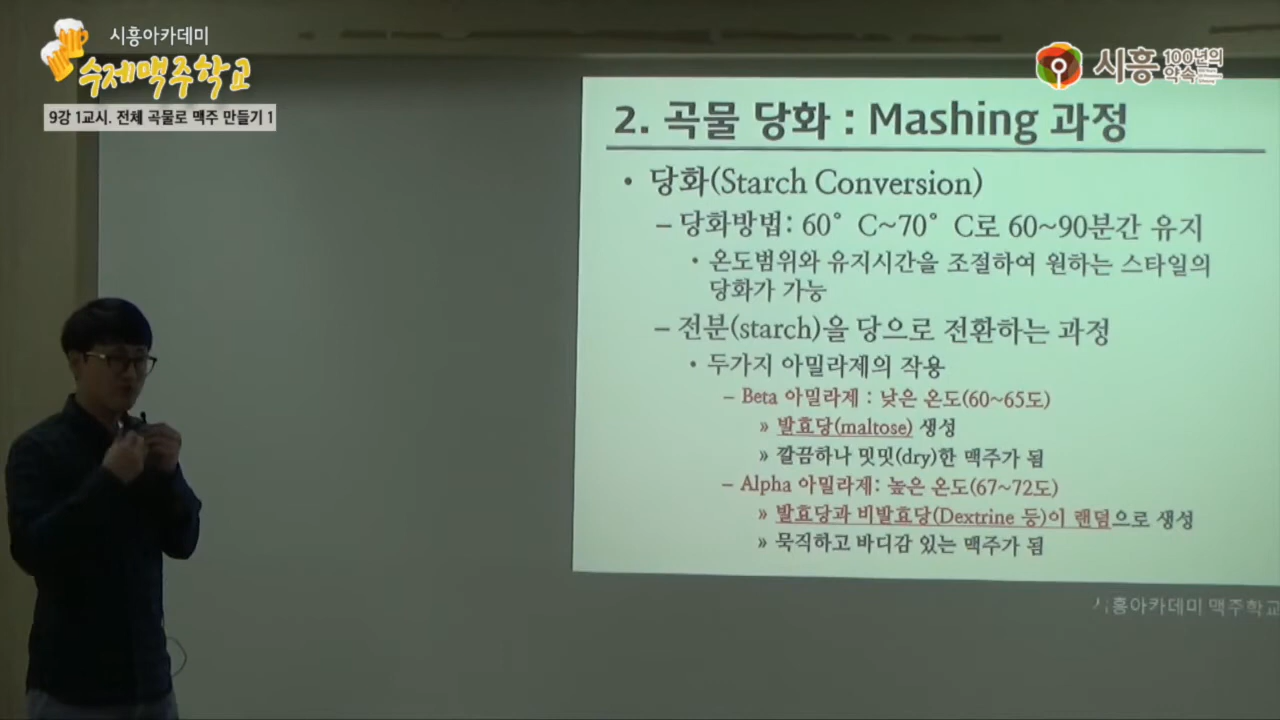 시흥아카데미
수제맥주학교
9강 1교시. 전체 곡물로 맥주 만들기 1
시흥 100년의 약속
2. 곡물 당화 : Mashing 과정
• 당화(Starch Conversion)
– 당화방법: 60°C~70°C로 60~90분간 유지
• 온도범위와 유지시간을 조절하여 원하는 스타일의
당화가 가능
– 전분(starch)을 당으로 전환하는 과정
• 두가지 아밀라제의 작용
– Beta 아밀라제 : 낮은 온도(60~65도)
» 발효당(maltose) 생성
» 깔끔하나 밋밋(dry)한 맥주가 됨
– Alpha 아밀라제: 높은 온도(67~72도)
» 발효당과 비발효당(Dextrine 등)이 랜덤으로 생성
» 묵직하고 바디감 있는 맥주가 됨
시흥아카데미 맥주학교